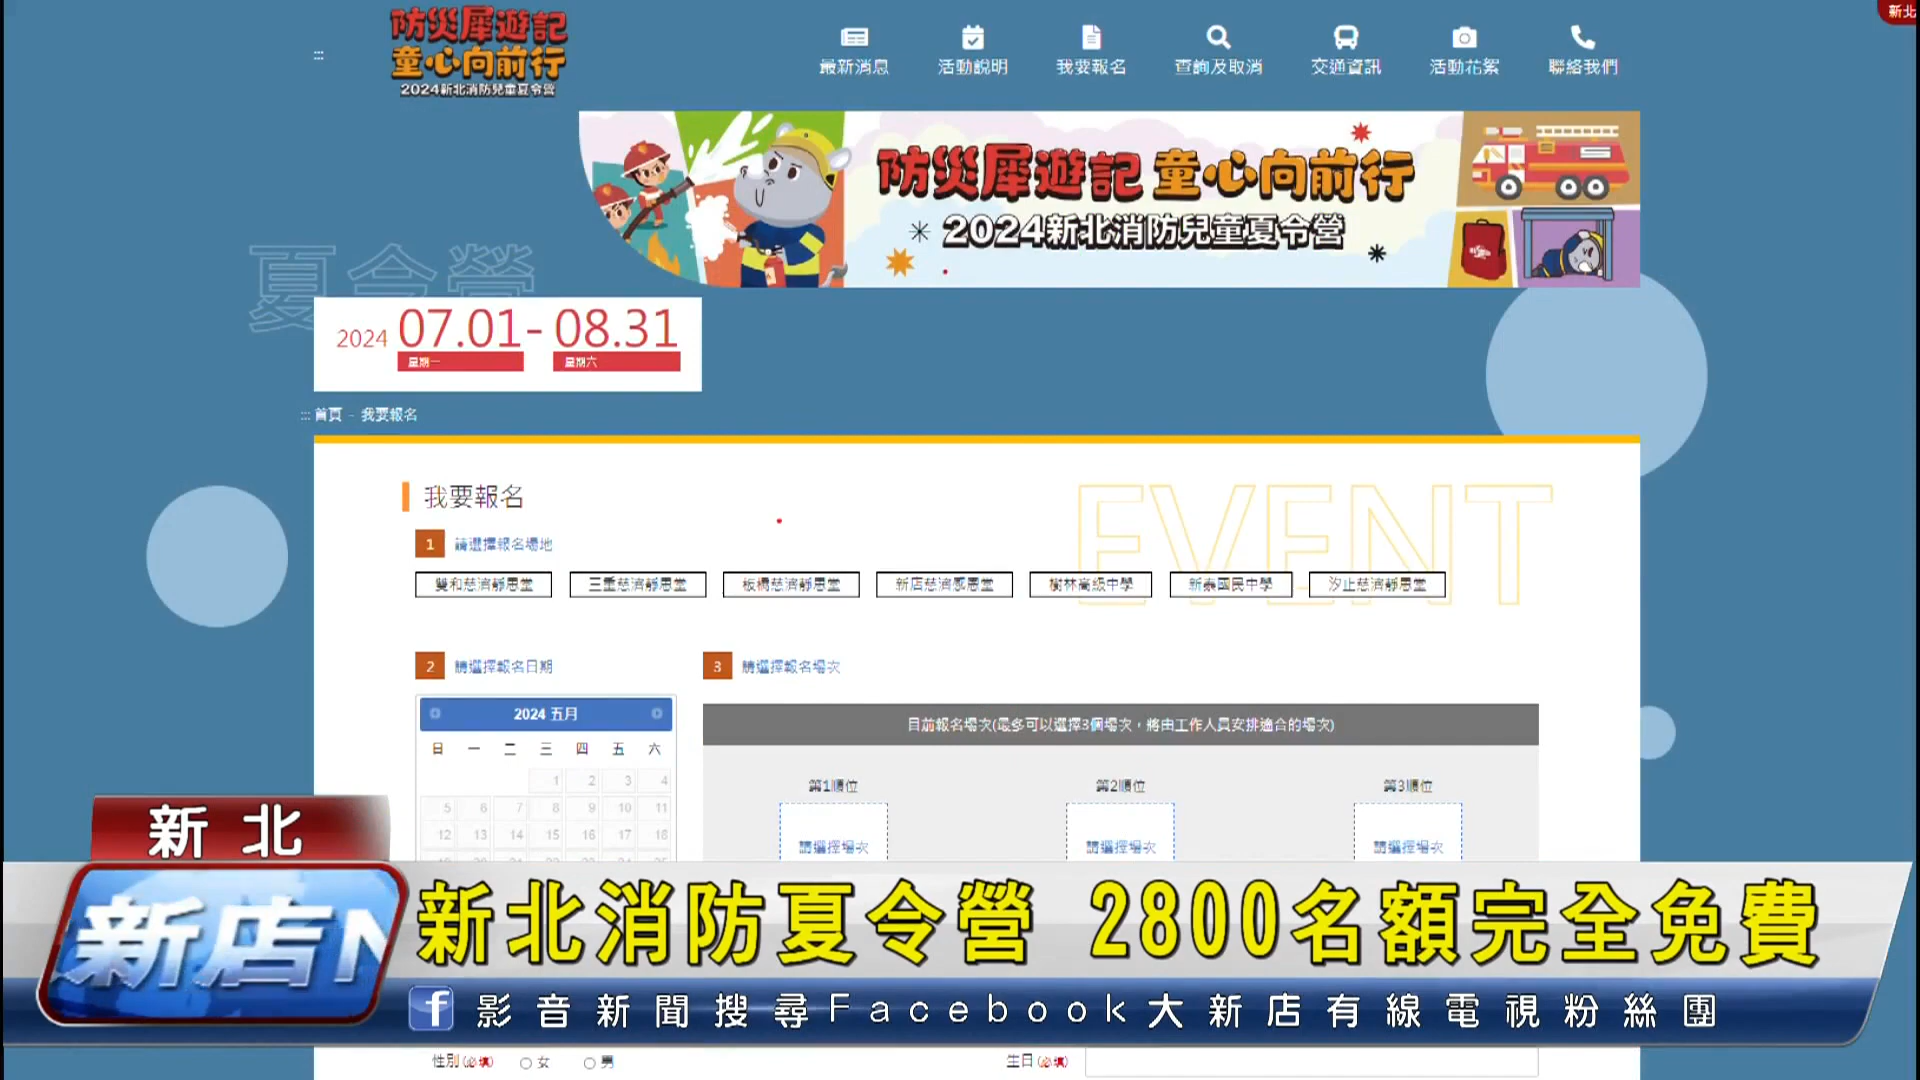 新北
防災犀遊記
童心向前行
2024新北消防兒童夏令營
最新消息 活動說明 我要報名 查詢及取消 交通資訊 活動花絮 聯絡我們
防災犀遊記 童心向前行
2024新北消防兒童夏令營
夏令營
2024 07.01 - 08.31
星期一 星期六
::: 首頁 - 我要報名
EVENT
我要報名
1 請選擇報名場地
雙和慈濟靜思堂 三重慈濟靜思堂 板橋慈濟靜思堂 新店慈濟感恩堂 樹林高級中學 新泰國民中學 汐止慈濟靜思堂
2 請選擇報名日期
3 請選擇報名場次
2024 五月
日 一 二 三 四 五 六
1 2 3 4
5 6 7 8 9 10 11
12 13 14 15 16 17 18
目前報名場次(最多可以選擇3個場次，將由工作人員安排適合的場次)
第1順位 第2順位 第3順位
請選擇場次 請選擇場次 請選擇場次
新北
新店N
新北消防夏令營 2800名額完全免費
影音新聞搜尋Facebook大新店有線電視粉絲團
性別(必填) 女 男 生日(必填)